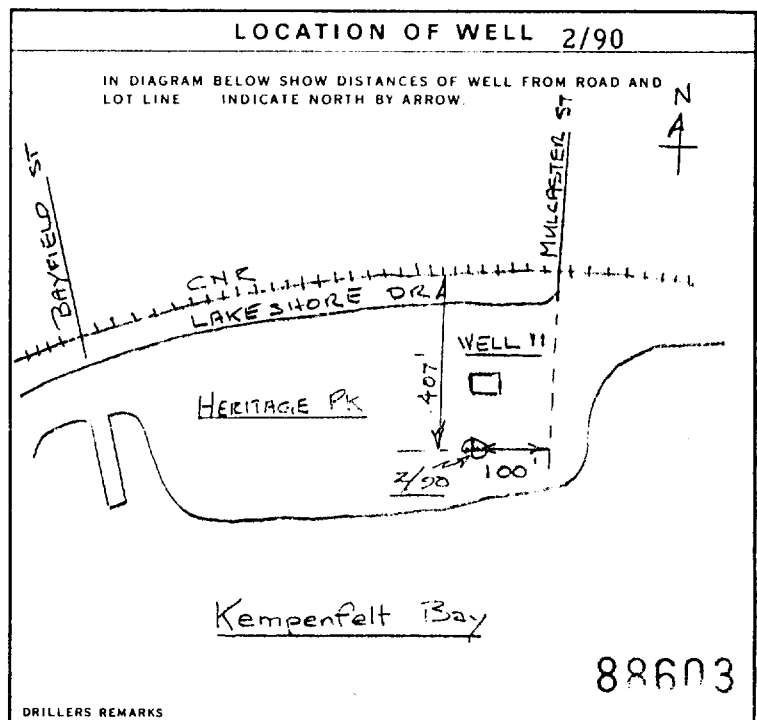 LOCATION OF WELL 2/90
IN DIAGRAM BELOW SHOW DISTANCES OF WELL FROM ROAD AND
LOT LINE INDICATE NORTH BY ARROW.
N
BAYFIELD ST
MULCASTER ST
CNR
LAKESHORE DR
WELL 11
407'
HERITAGE PK
2/90
100'
Kempenfelt Bay
88603
DRILLERS REMARKS